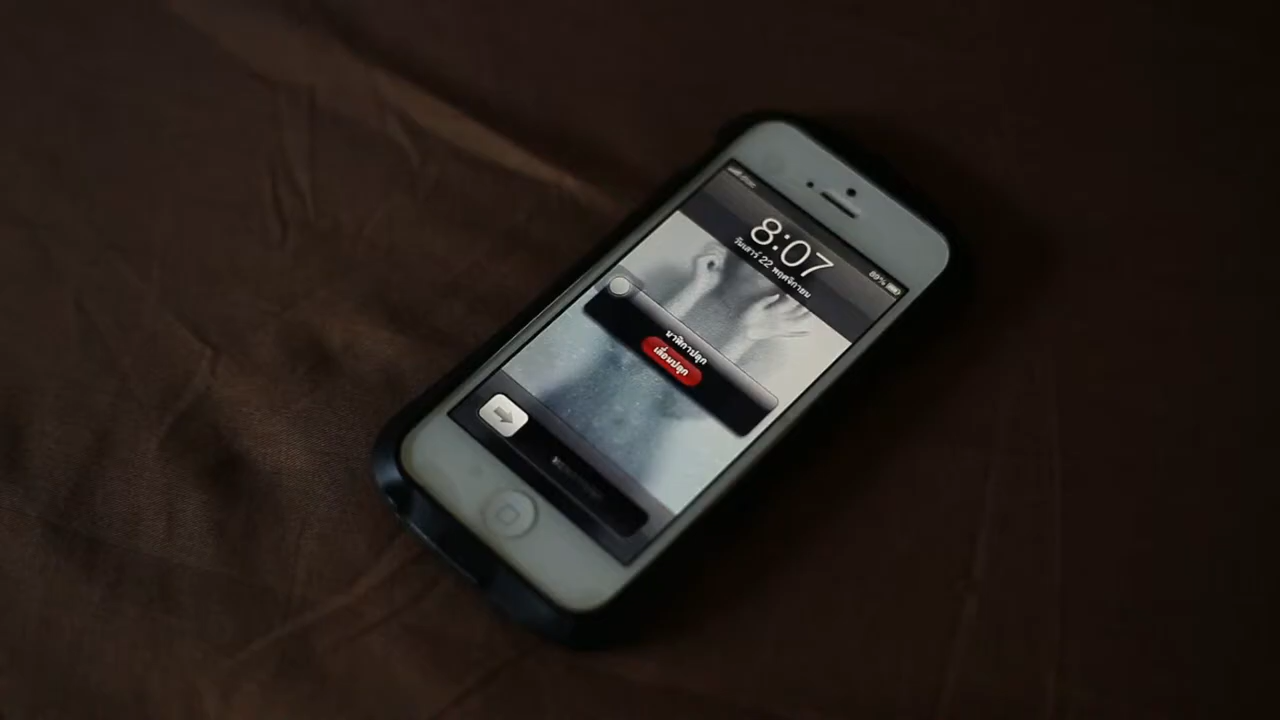 8:07
วันเสาร์ 22 พฤศจิกายน
89%
นาฬิกาปลุก
เลื่อนปลุก